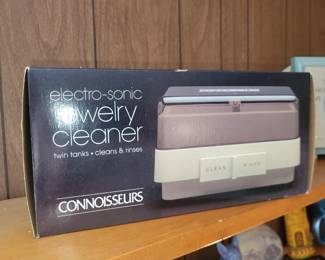 electro-sonic
jewelry
cleaner
twin tanks • cleans & rinses
CLEAN RINSE
CONNOISSEURS